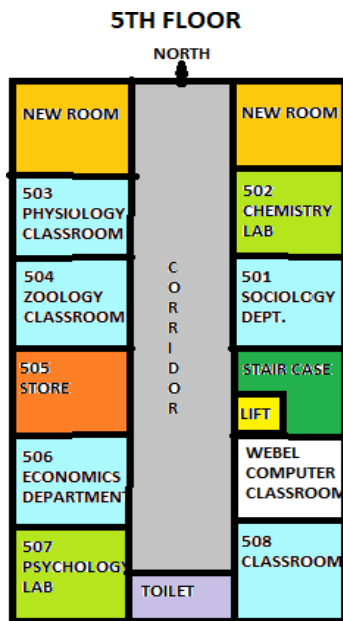 5TH FLOOR
NORTH
NEW ROOM
NEW ROOM
503
PHYSIOLOGY
CLASSROOM
502
CHEMISTRY
LAB
504
ZOOLOGY
CLASSROOM
CORRIDOR
501
SOCIOLOGY
DEPT.
505
STORE
STAIR CASE
LIFT
506
ECONOMICS
DEPARTMENT
WEBEL
COMPUTER
CLASSROOM
507
PSYCHOLOGY
LAB
508
CLASSROOM
TOILET